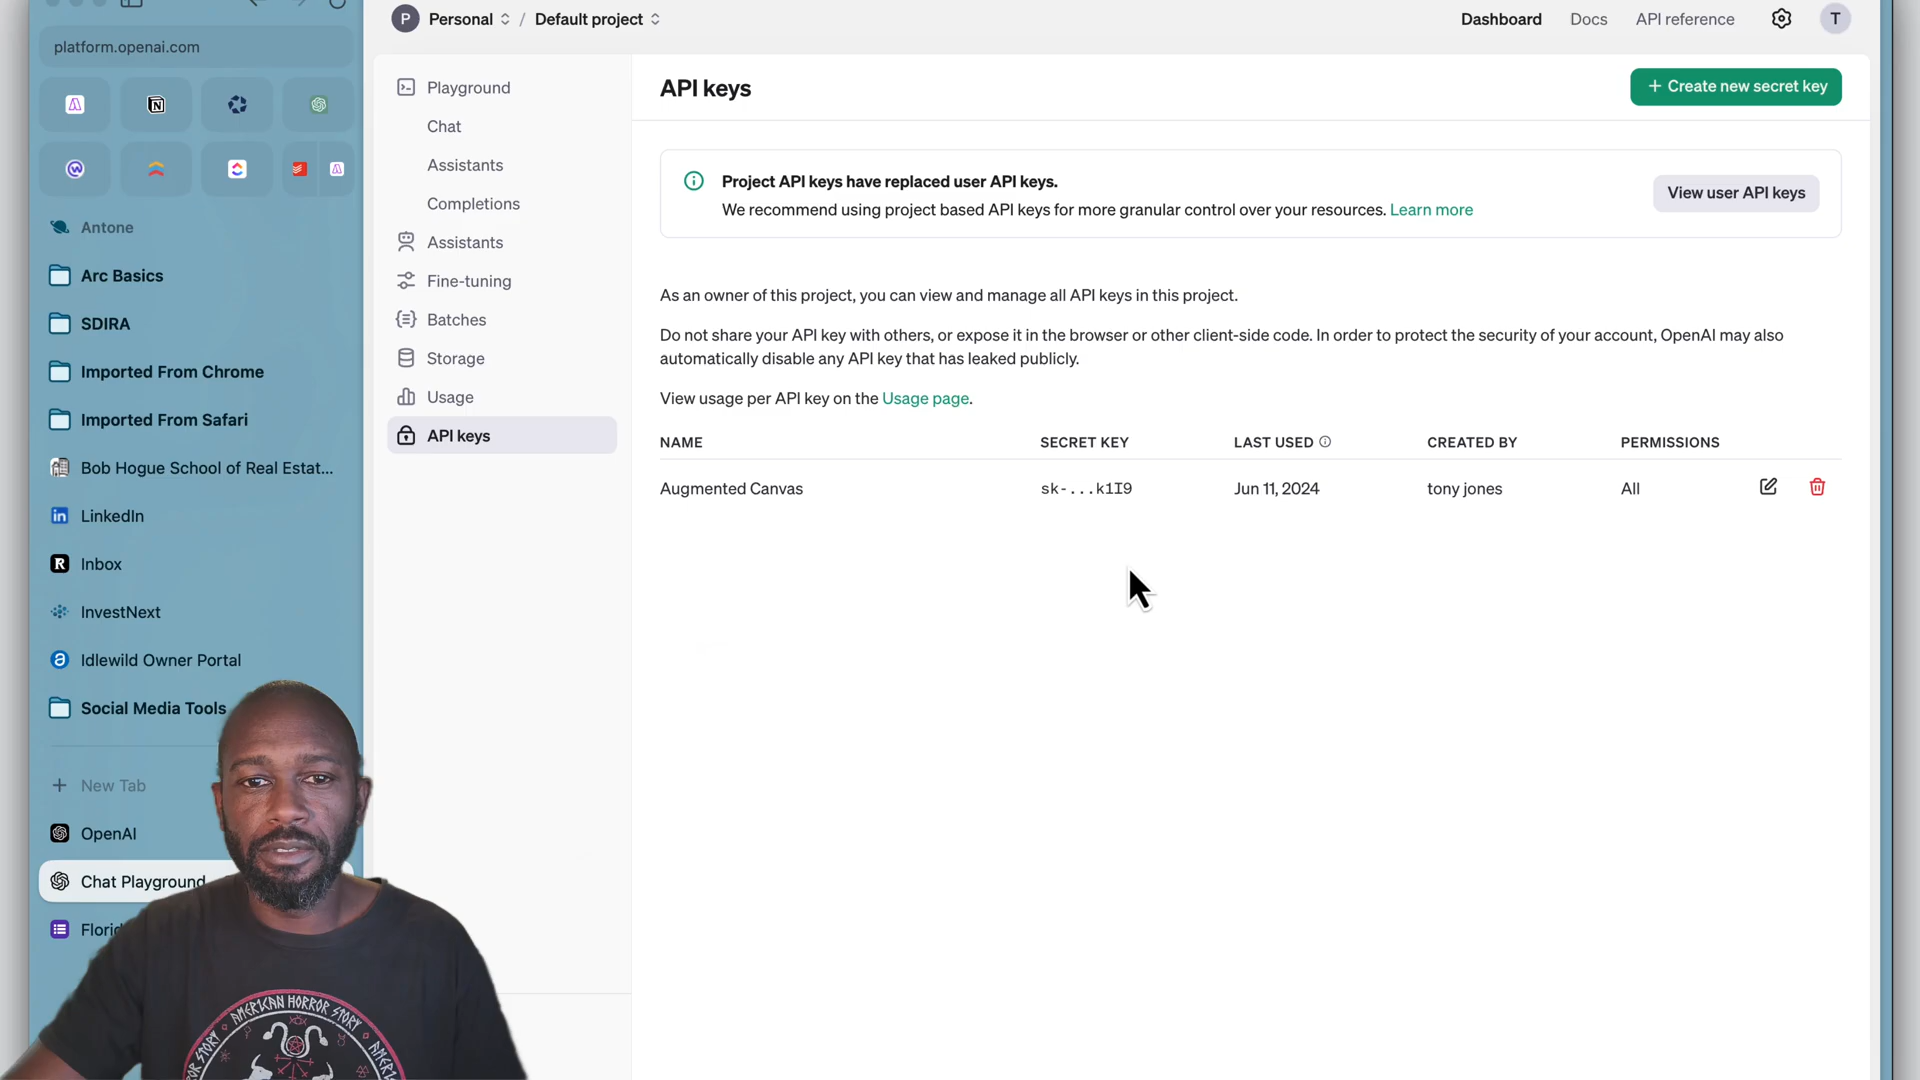 P Personal / Default project
Dashboard
Docs
API reference
T
platform.openai.com
Antone
Arc Basics
SDIRA
Imported From Chrome
Imported From Safari
Bob Hogue School of Real Estat...
LinkedIn
Inbox
InvestNext
Idlewild Owner Portal
Social Media Tools
+ New Tab
OpenAI
Chat Playground
Florid
Playground
Chat
Assistants
Completions
Assistants
Fine-tuning
Batches
Storage
Usage
API keys
API keys
+ Create new secret key
Project API keys have replaced user API keys.
We recommend using project based API keys for more granular control over your resources. Learn more
View user API keys
As an owner of this project, you can view and manage all API keys in this project.
Do not share your API key with others, or expose it in the browser or other client-side code. In order to protect the security of your account, OpenAI may also
automatically disable any API key that has leaked publicly.
View usage per API key on the Usage page.
NAME SECRET KEY LAST USED CREATED BY PERMISSIONS
Augmented Canvas sk-...k1I9 Jun 11, 2024 tony jones All
AMERICAN HORROR STORY
STORY
AMERI